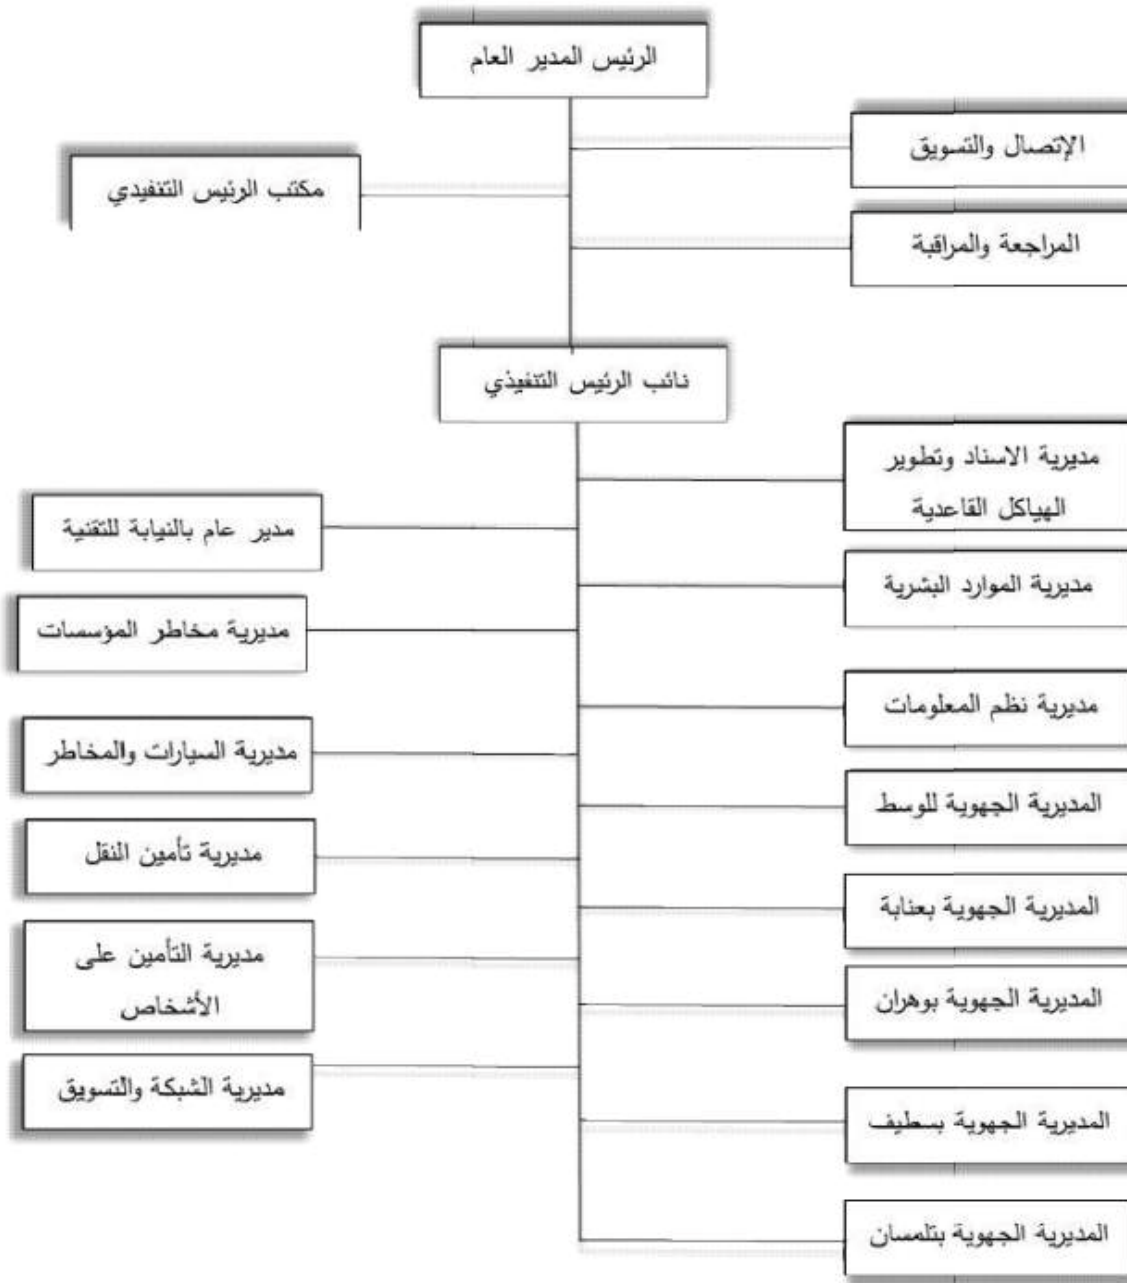 الرئيس المدير العام
الإتصال والتسويق
مكتب الرئيس التنفيدي
المراجعة والمراقبة
نائب الرئيس التنفيذي
مديرية الاسناد وتطوير
الهياكل القاعدية
مدير عام بالنيابة للتقنية
مديرية الموارد البشرية
مديرية مخاطر المؤسسات
مديرية نظم المعلومات
مديرية السيارات والمخاطر
المديرية الجهوية للوسط
مديرية تأمين النقل
المديرية الجهوية بعنابة
مديرية التأمين على
الأشخاص
المديرية الجهوية بوهران
مديرية الشبكة والتسويق
المديرية الجهوية بسطيف
المديرية الجهوية بتلمسان